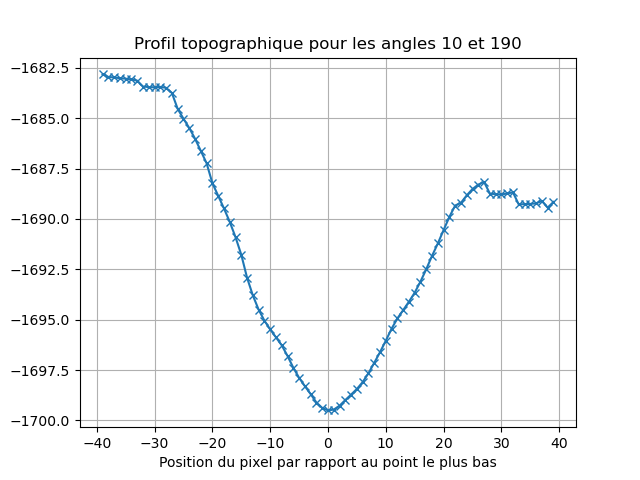 Profil topographique pour les angles 10 et 190
−1682.5
−1685.0
−1687.5
−1690.0
−1692.5
−1695.0
−1697.5
−1700.0
−40 −30 −20 −10 0 10 20 30 40
Position du pixel par rapport au point le plus bas